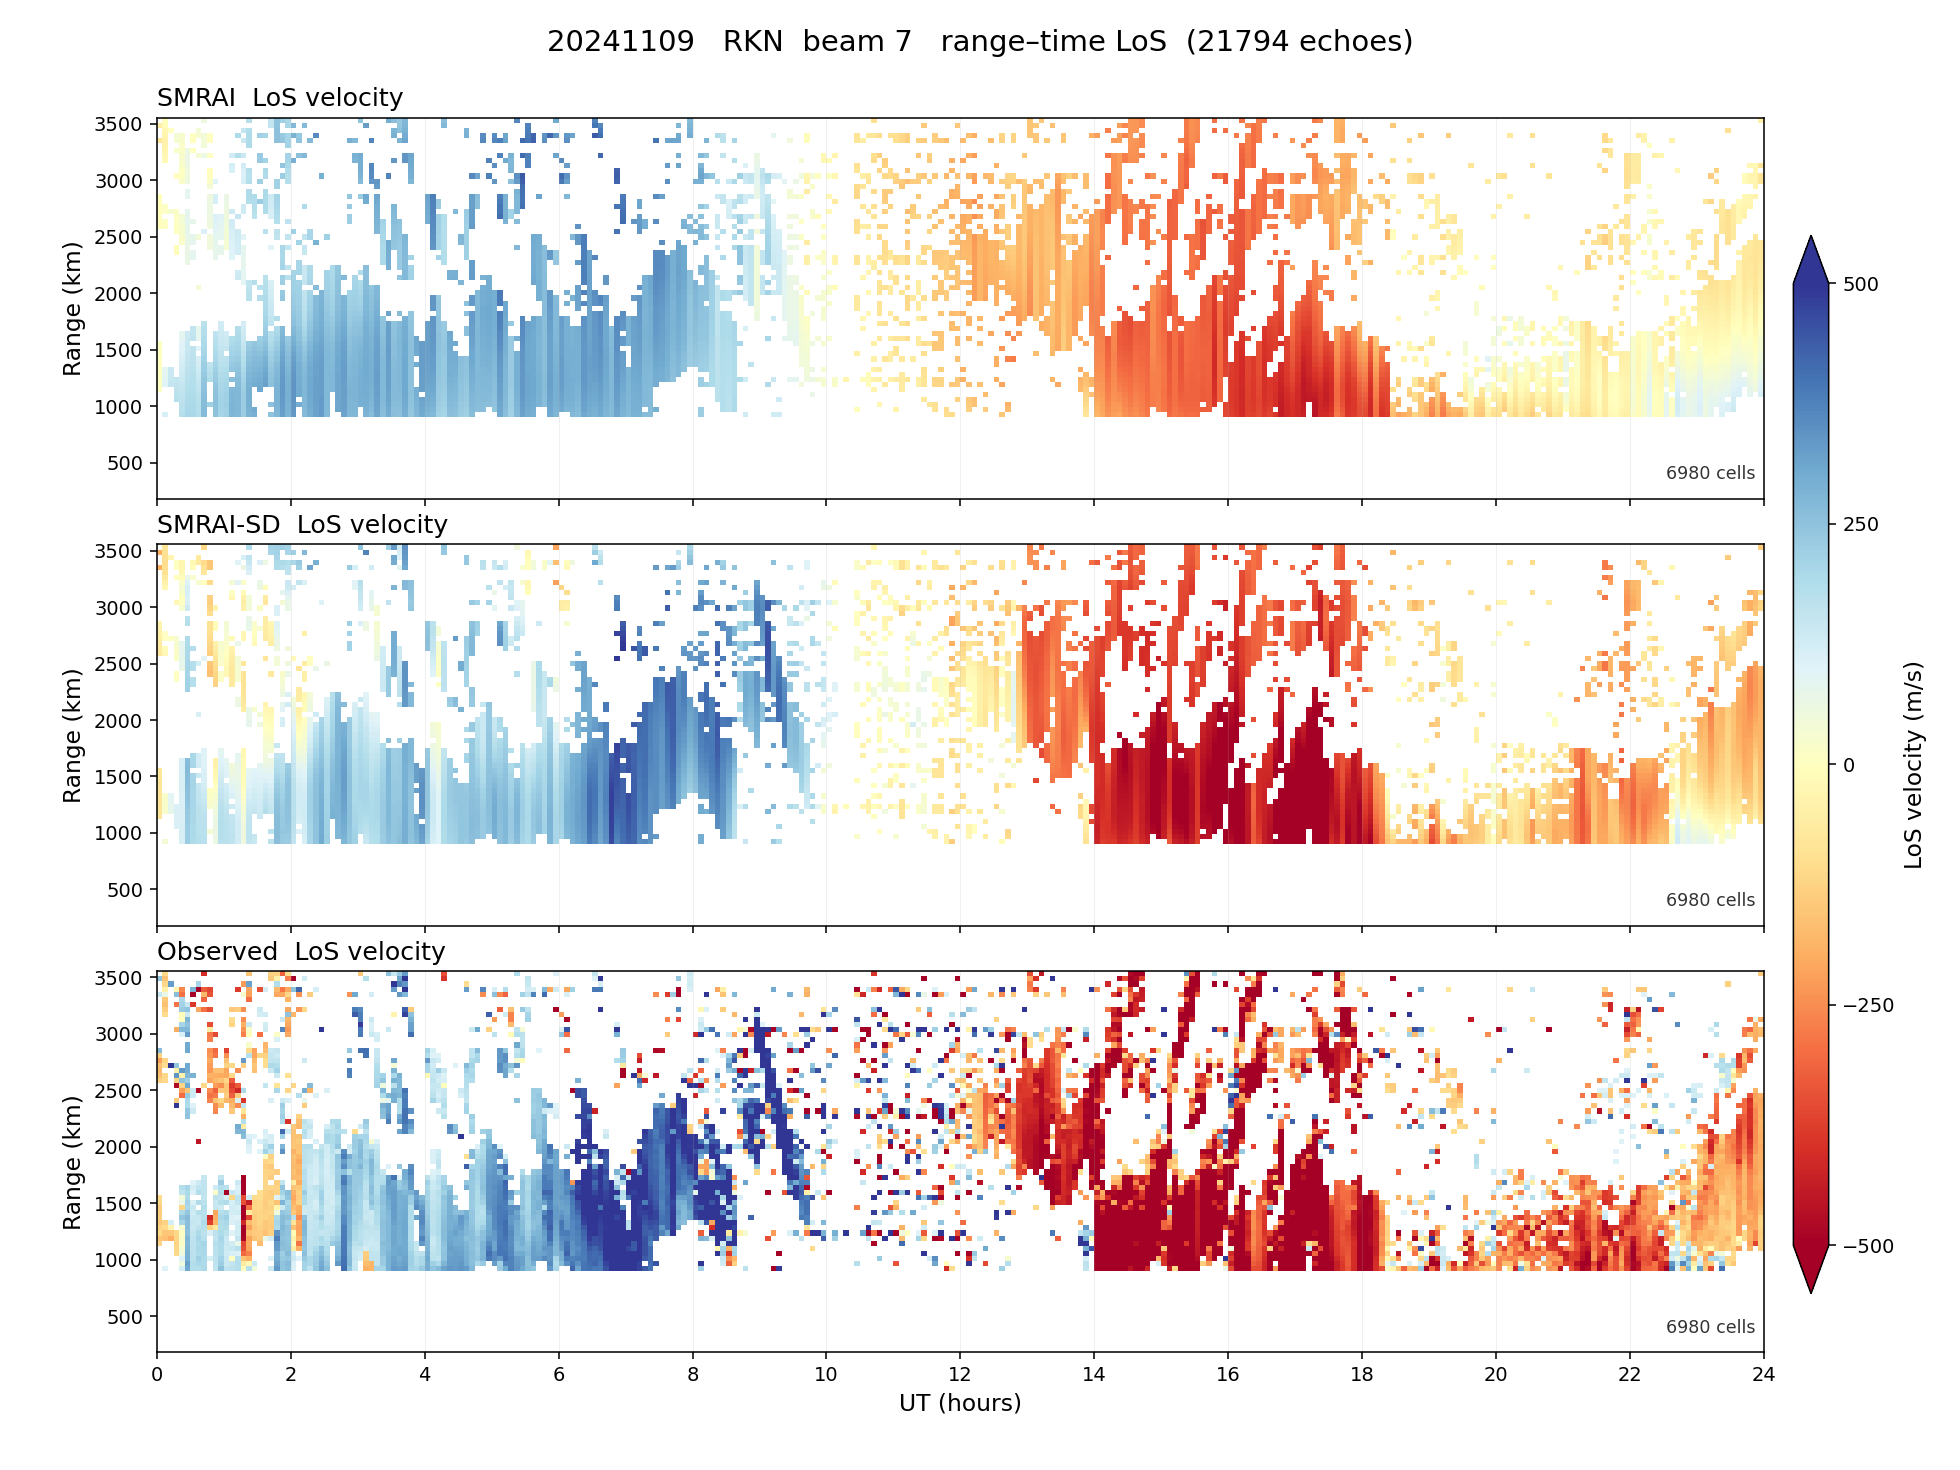 20241109   RKN  beam 7   range–time LoS  (21794 echoes)
SMRAI  LoS velocity
3500
3000
2500
2000
1500
1000
500
Range (km)
6980 cells
SMRAI-SD  LoS velocity
3500
3000
2500
2000
1500
1000
500
Range (km)
6980 cells
Observed  LoS velocity
3500
3000
2500
2000
1500
1000
500
Range (km)
6980 cells
0 2 4 6 8 10 12 14 16 18 20 22 24
UT (hours)
500
250
0
−250
−500
LoS velocity (m/s)